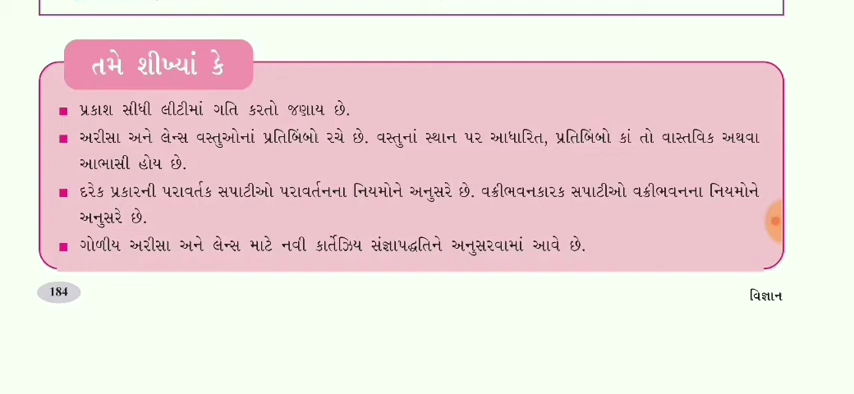 તમે શીખ્યાં કે
■ પ્રકાશ સીધી લીટીમાં ગતિ કરતો જણાય છે.
■ અરીસા અને લેન્સ વસ્તુઓનાં પ્રતિબિંબો રચે છે. વસ્તુનાં સ્થાન પર આધારિત, પ્રતિબિંબો કાં તો વાસ્તવિક અથવા
આભાસી હોય છે.
■ દરેક પ્રકારની પરાવર્તક સપાટીઓ પરાવર્તનના નિયમોને અનુસરે છે. વક્રીભવનકારક સપાટીઓ વક્રીભવનના નિયમોને
અનુસરે છે.
■ ગોળીય અરીસા અને લેન્સ માટે નવી કાર્તેઝિય સંજ્ઞાપદ્ધતિને અનુસરવામાં આવે છે.
184
વિજ્ઞાન